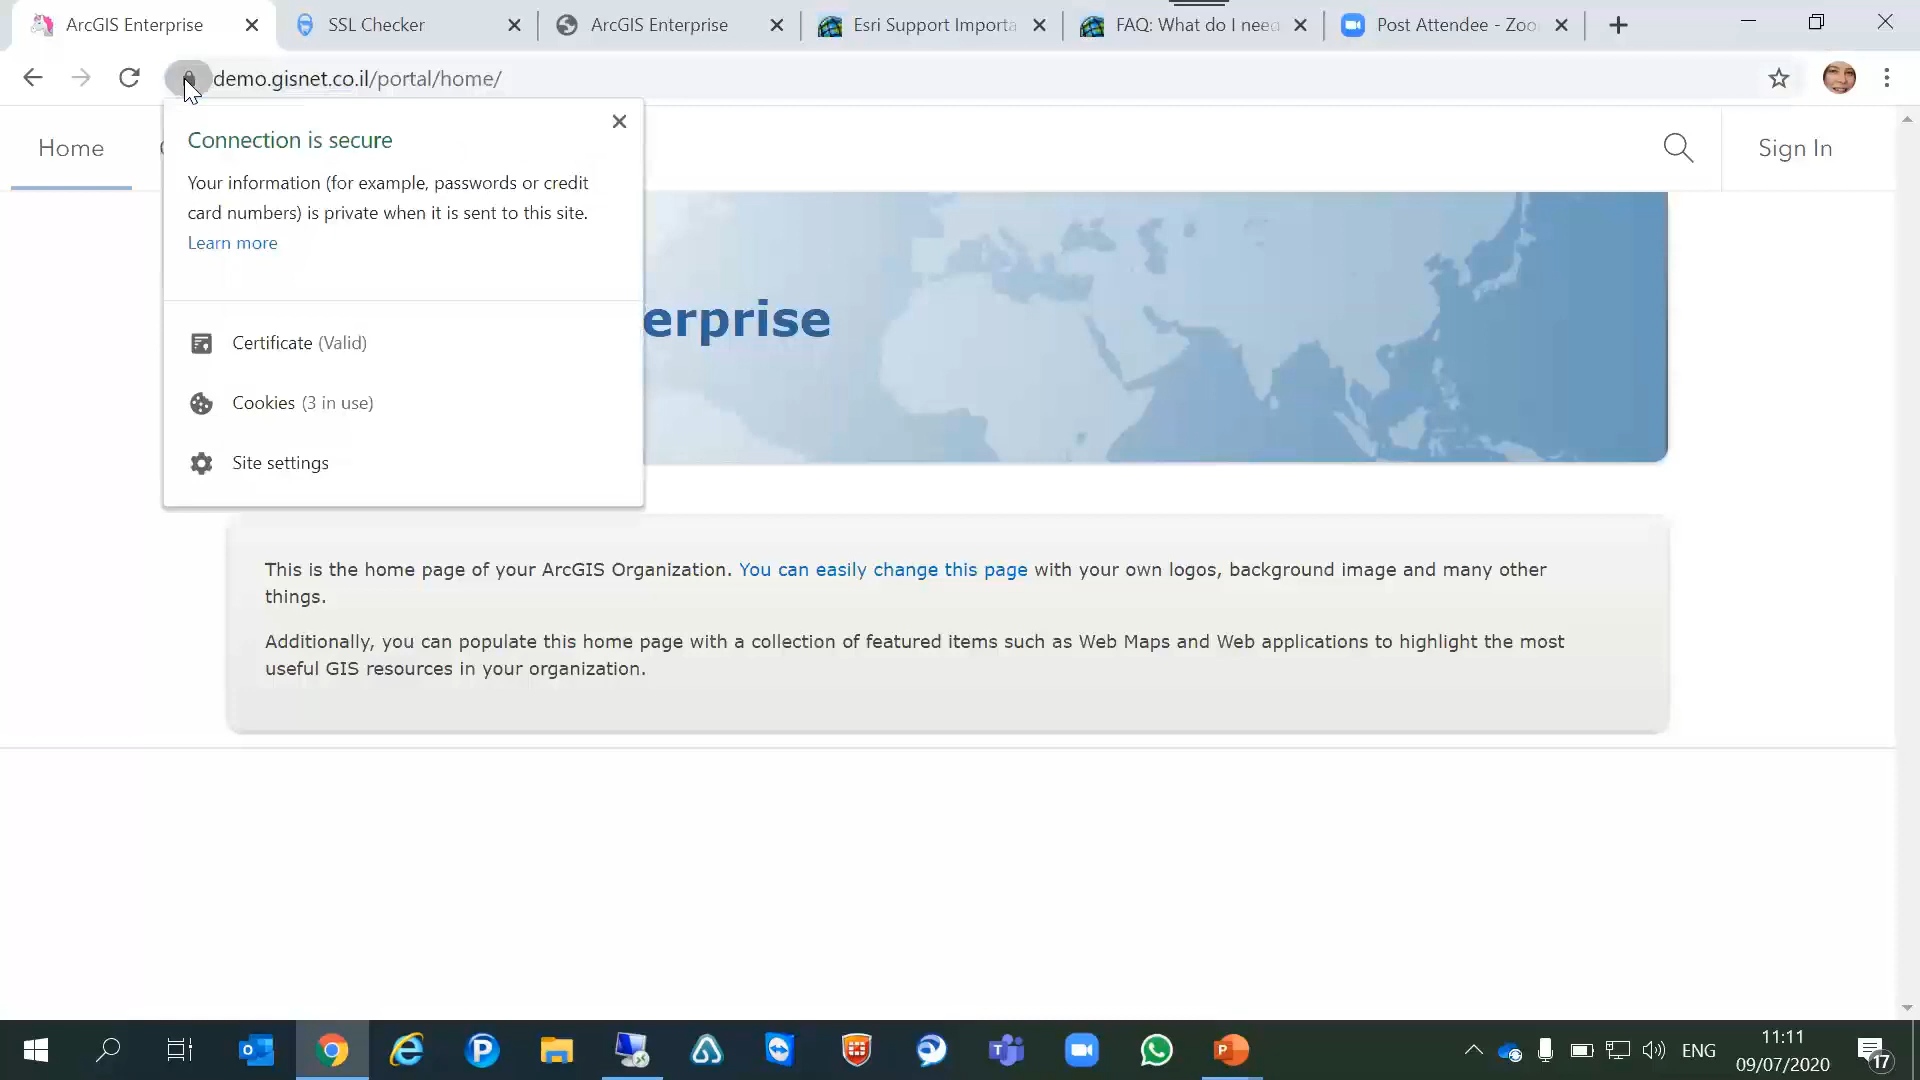 ArcGIS Enterprise
SSL Checker
ArcGIS Enterprise
Esri Support Importa
FAQ: What do I need
Post Attendee - Zoo
demo.gisnet.co.il/portal/home/
Home
Sign In
Connection is secure
Your information (for example, passwords or credit
card numbers) is private when it is sent to this site.
Learn more
Certificate (Valid)
Cookies (3 in use)
Site settings
erprise
This is the home page of your ArcGIS Organization. You can easily change this page with your own logos, background image and many other
things.
Additionally, you can populate this home page with a collection of featured items such as Web Maps and Web applications to highlight the most
useful GIS resources in your organization.
ENG
11:11
09/07/2020
17